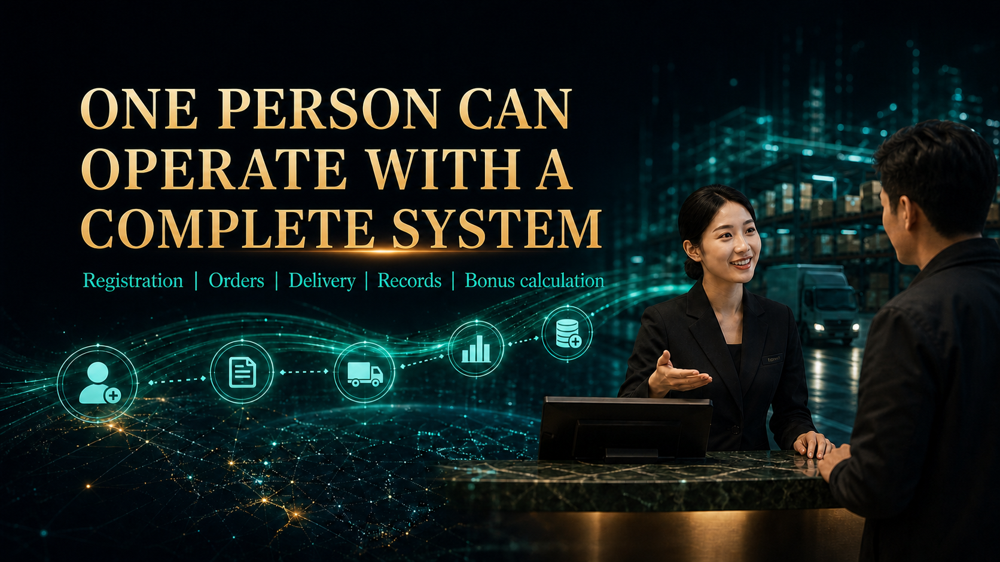 ONE PERSON CAN
OPERATE WITH A
COMPLETE SYSTEM
Registration | Orders | Delivery | Records | Bonus calculation